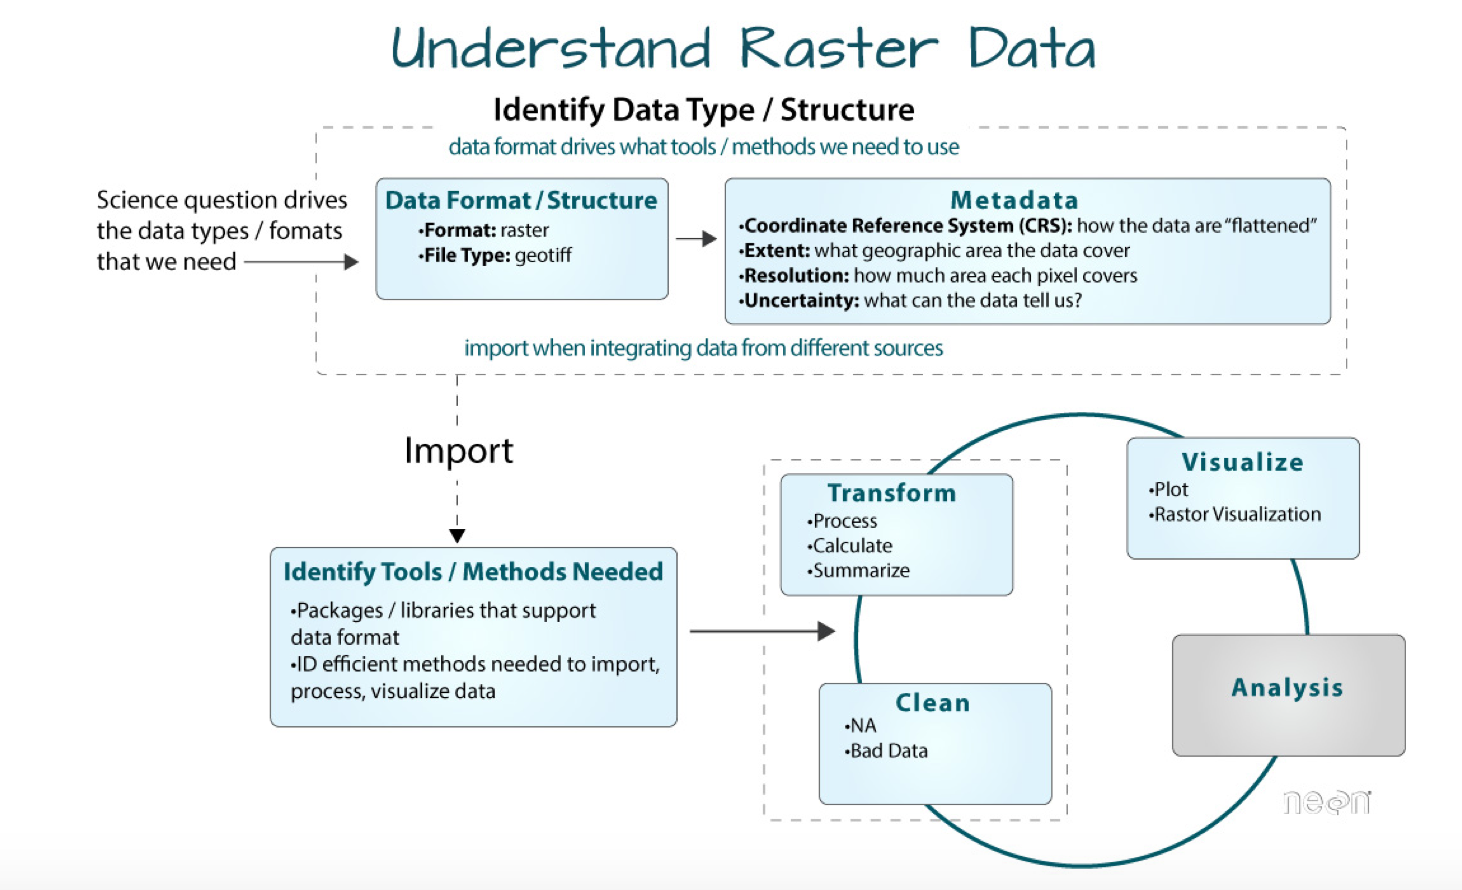 Understand Raster Data
Identify Data Type / Structure
data format drives what tools / methods we need to use
Science question drives
the data types / fomats
that we need
Data Format / Structure
•Format: raster
•File Type: geotiff
Metadata
•Coordinate Reference System (CRS): how the data are “flattened”
•Extent: what geographic area the data cover
•Resolution: how much area each pixel covers
•Uncertainty: what can the data tell us?
import when integrating data from different sources
Import
Identify Tools / Methods Needed
•Packages / libraries that support
data format
•ID efficient methods needed to import,
process, visualize data
Transform
•Process
•Calculate
•Summarize
Clean
•NA
•Bad Data
Visualize
•Plot
•Rastor Visualization
Analysis
neon